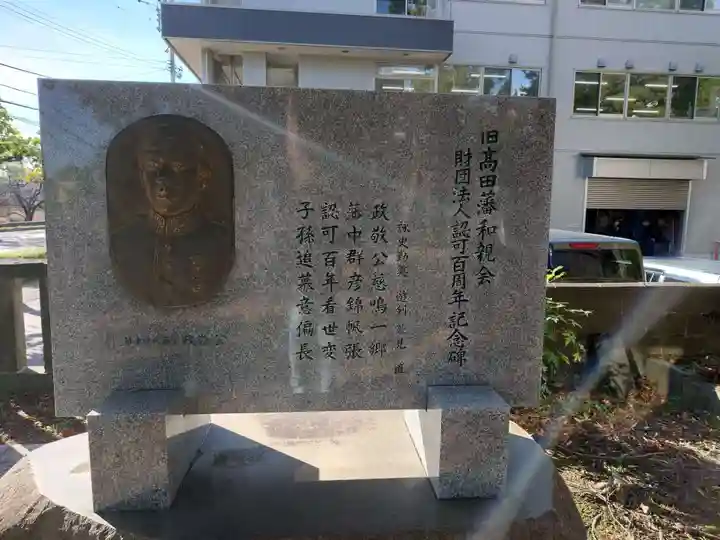 旧高田藩和親会
財団法人認可百周年記念碑
政敬公慈鳴一郷
藩中群彦錦帆張
認可百年看世変
子孫追慕意偏長